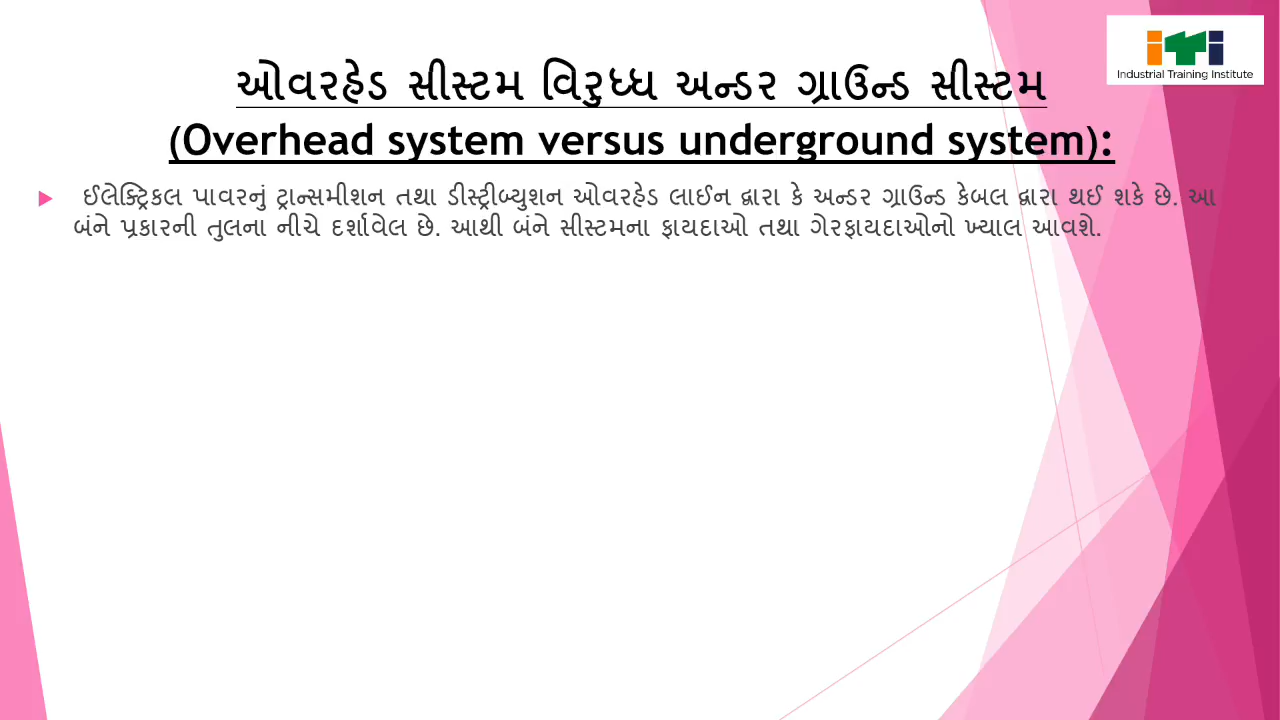 iti
Industrial Training Institute
ઓવરહેડ સીસ્ટમ વિરુધ્ધ અન્ડર ગ્રાઉન્ડ સીસ્ટમ
(Overhead system versus underground system):
ઈલેક્ટ્રિકલ પાવરનું ટ્રાન્સમીશન તથા ડીસ્ટ્રીબ્યુશન ઓવરહેડ લાઈન દ્વારા કે અન્ડર ગ્રાઉન્ડ કેબલ દ્વારા થઈ શકે છે. આ
બંને પ્રકારની તુલના નીચે દર્શાવેલ છે. આથી બંને સીસ્ટમના ફાયદાઓ તથા ગેરફાયદાઓનો ખ્યાલ આવશે.